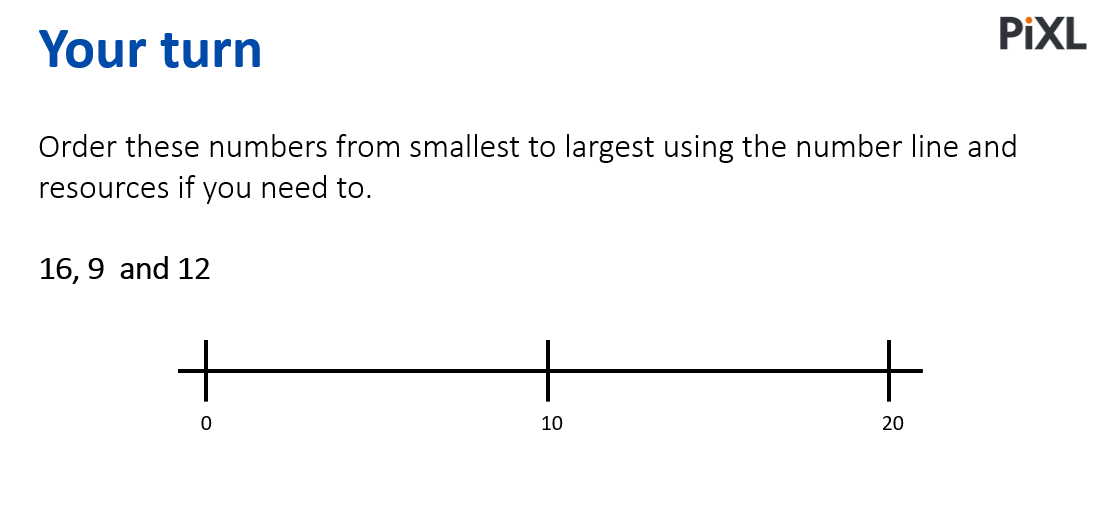 Your turn
PiXL
Order these numbers from smallest to largest using the number line and
resources if you need to.
16, 9 and 12
0 10 20